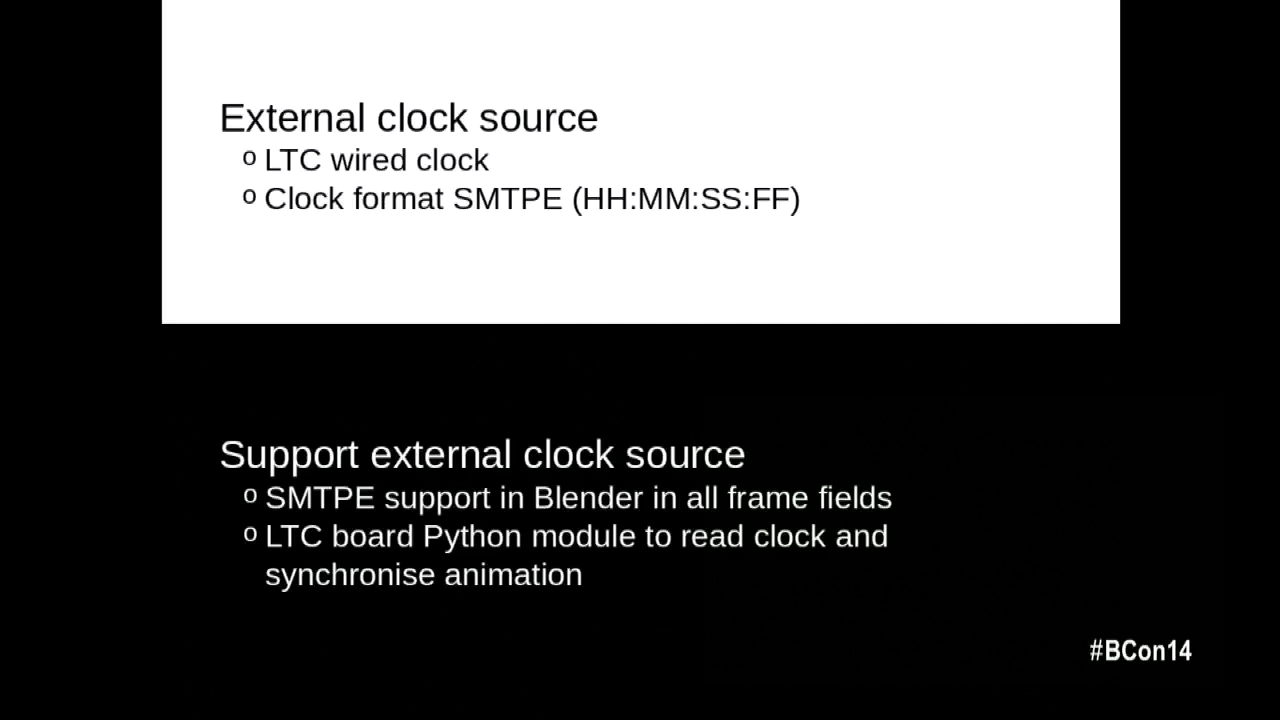 External clock source
o LTC wired clock
o Clock format SMTPE (HH:MM:SS:FF)
Support external clock source
o SMTPE support in Blender in all frame fields
o LTC board Python module to read clock and
synchronise animation
#BCon14